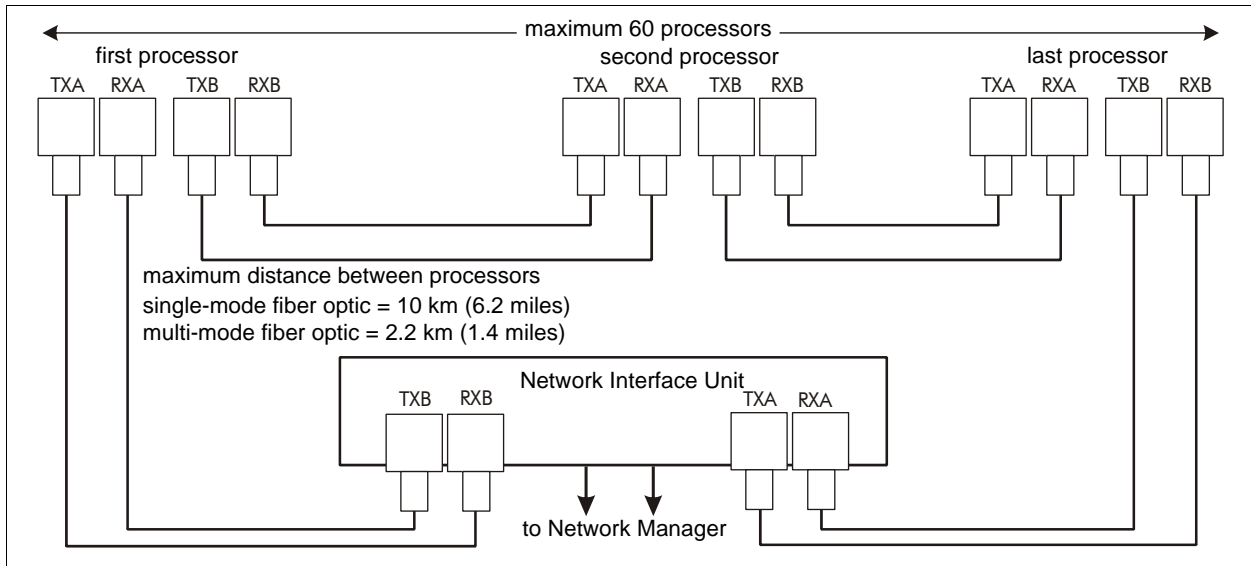 maximum 60 processors
first processor
second processor
last processor
TXA RXA TXB RXB
TXA RXA TXB RXB
TXA RXA TXB RXB
maximum distance between processors
single-mode fiber optic = 10 km (6.2 miles)
multi-mode fiber optic = 2.2 km (1.4 miles)
Network Interface Unit
TXB RXB
TXA RXA
to Network Manager